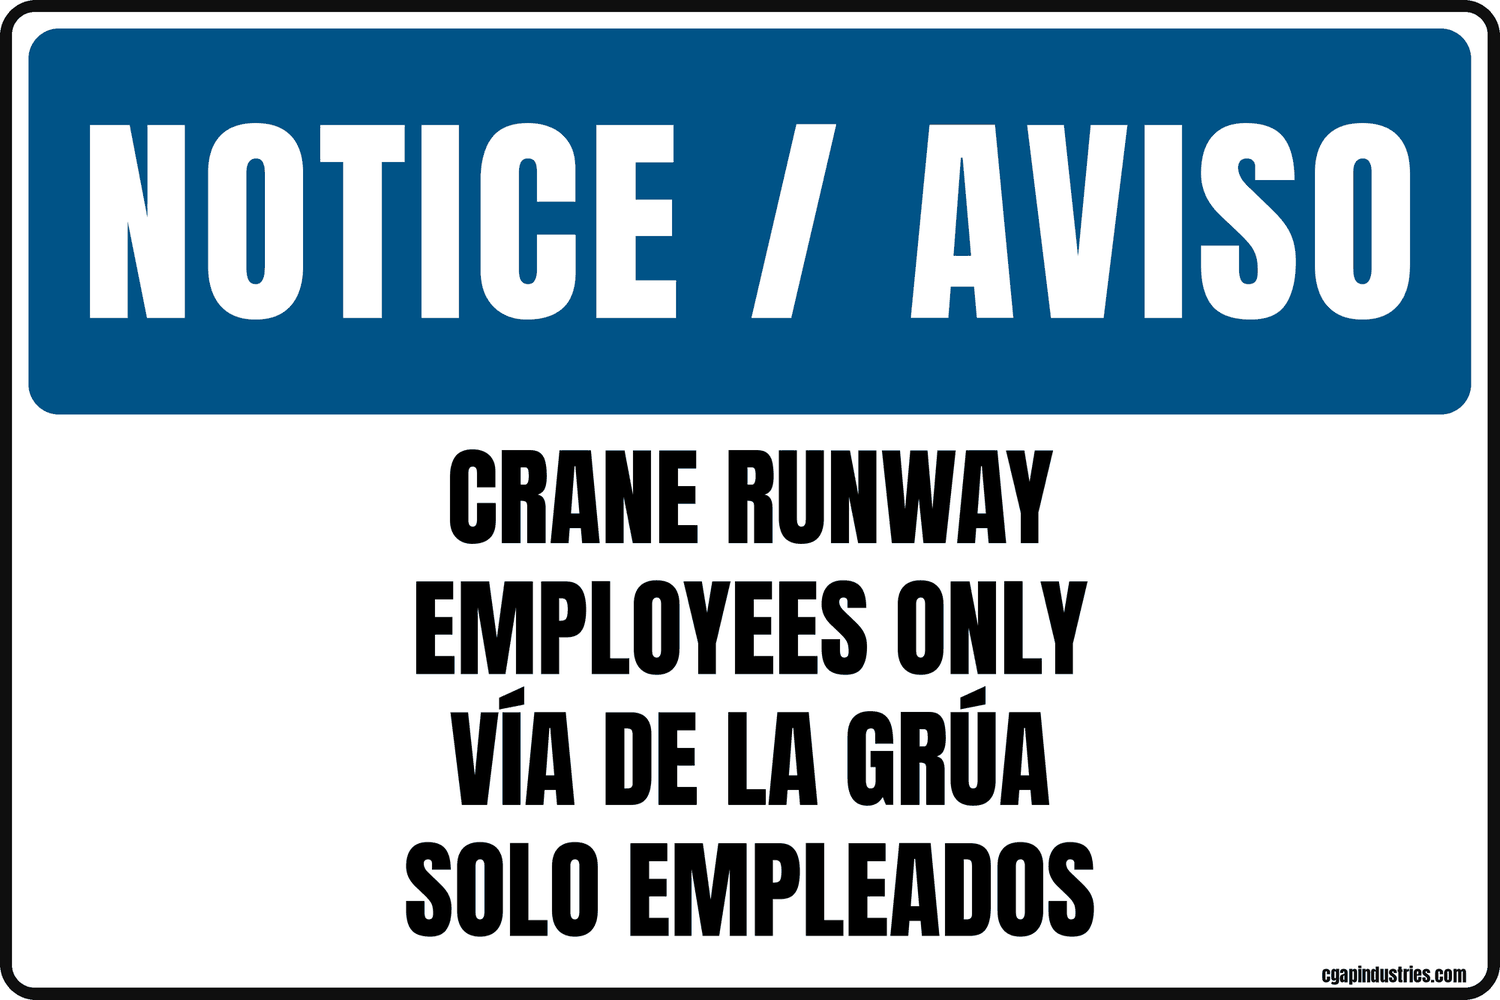 NOTICE / AVISO
CRANE RUNWAY
EMPLOYEES ONLY
VÍA DE LA GRÚA
SOLO EMPLEADOS
cgapindustries.com